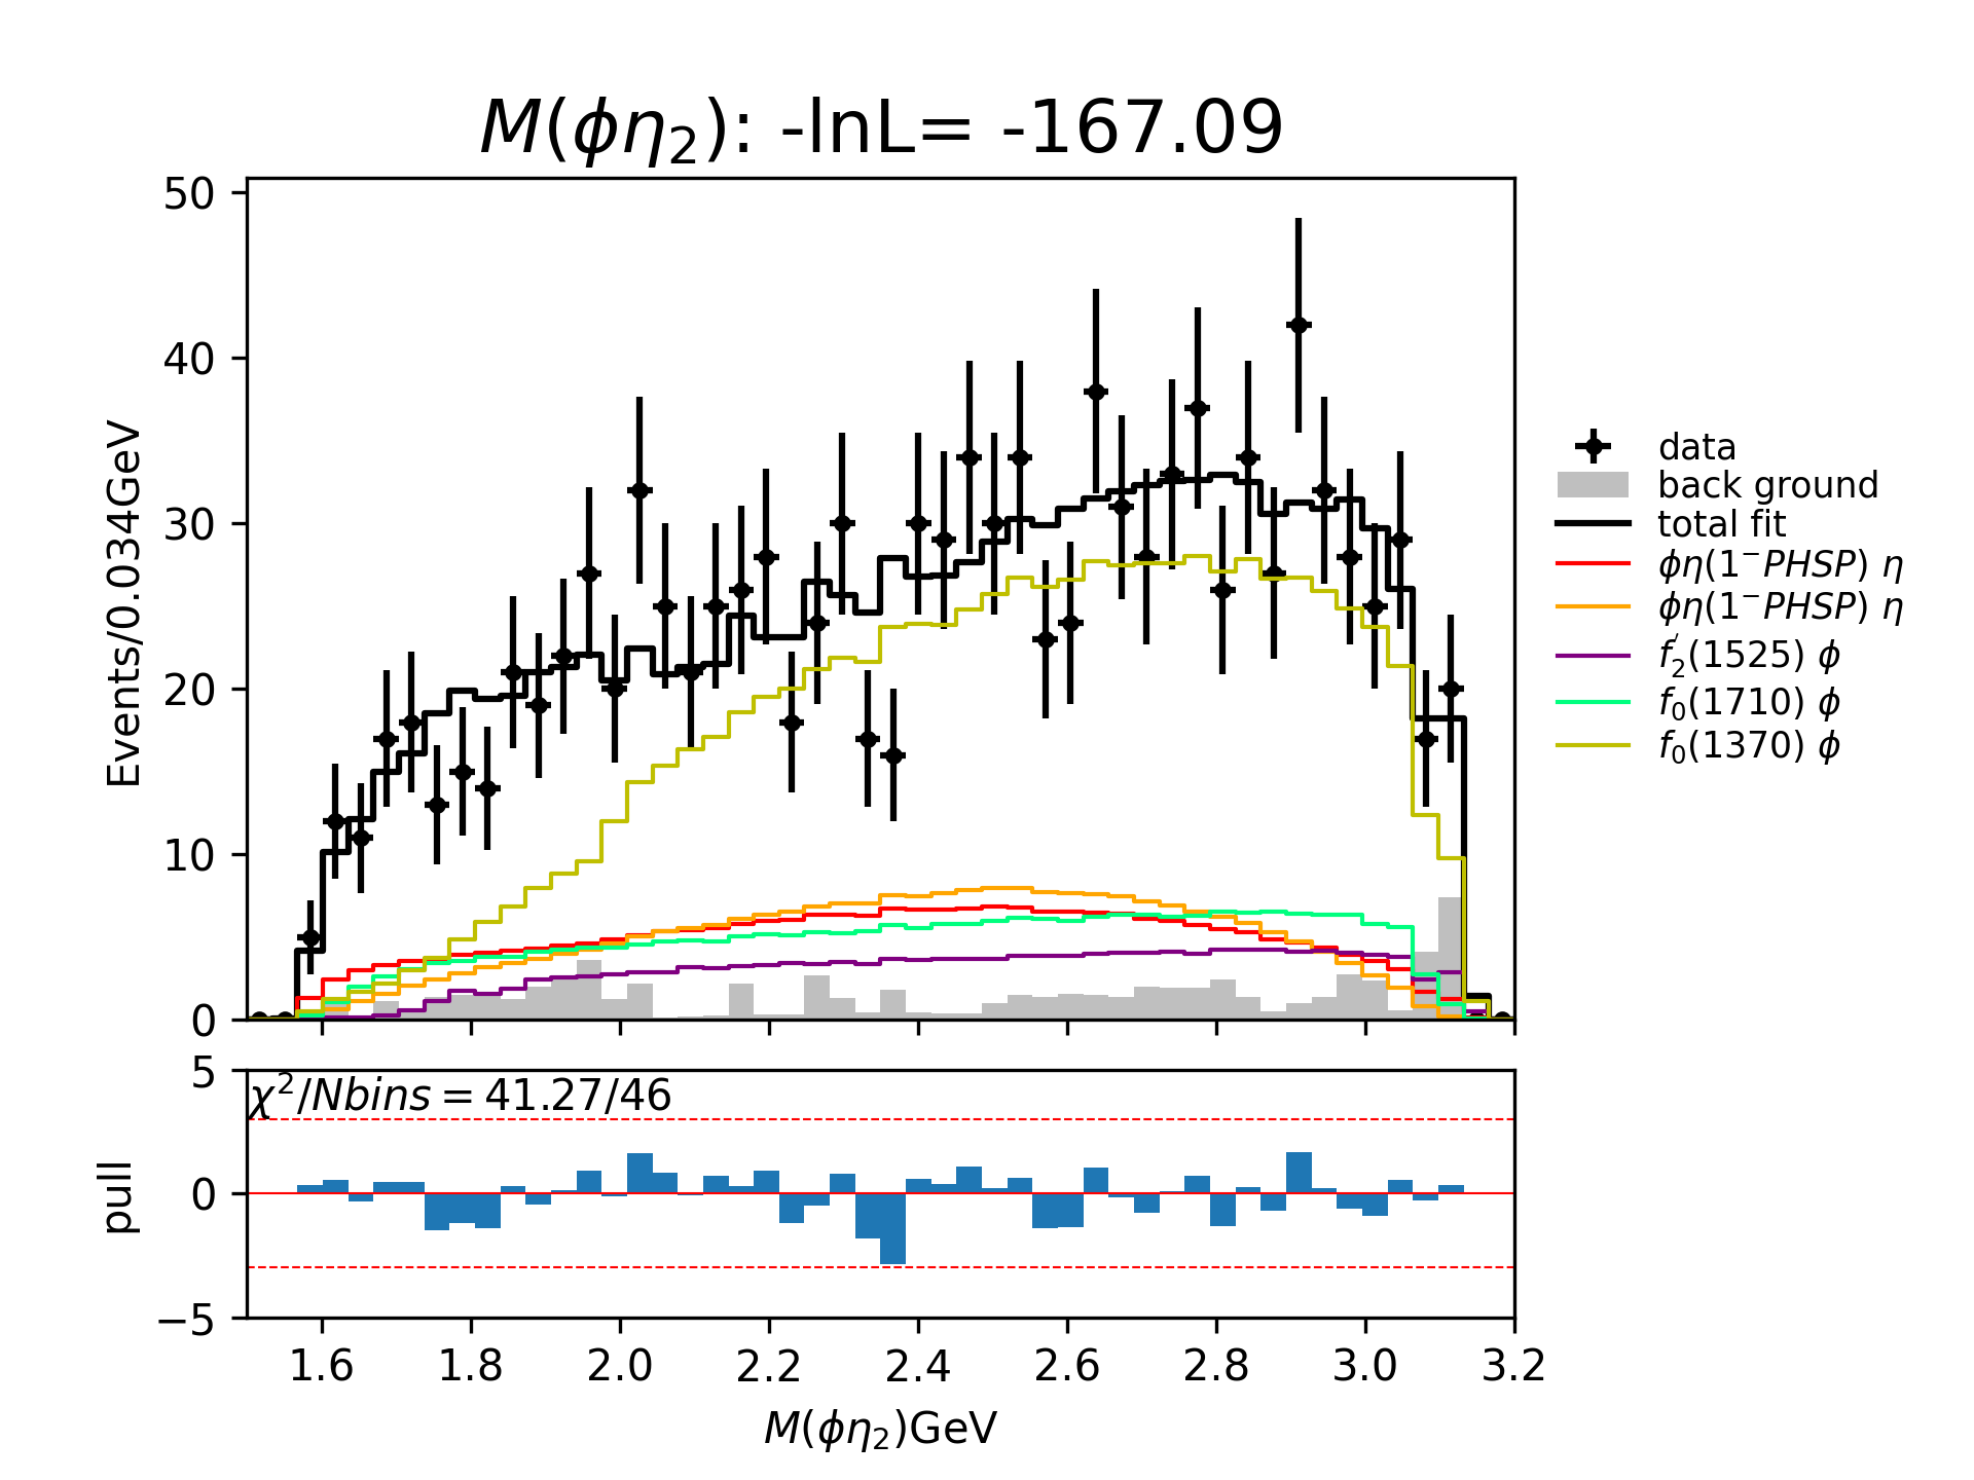 M(ϕη₂): -lnL= -167.09
50
40
30
20
10
0
Events/0.034GeV
data
back ground
total fit
ϕη(1⁻PHSP) η
ϕη(1⁻PHSP) η
f₂′(1525) ϕ
f₀(1710) ϕ
f₀(1370) ϕ
χ²/Nbins = 41.27/46
5
0
−5
pull
1.6 1.8 2.0 2.2 2.4 2.6 2.8 3.0 3.2
M(ϕη₂)GeV